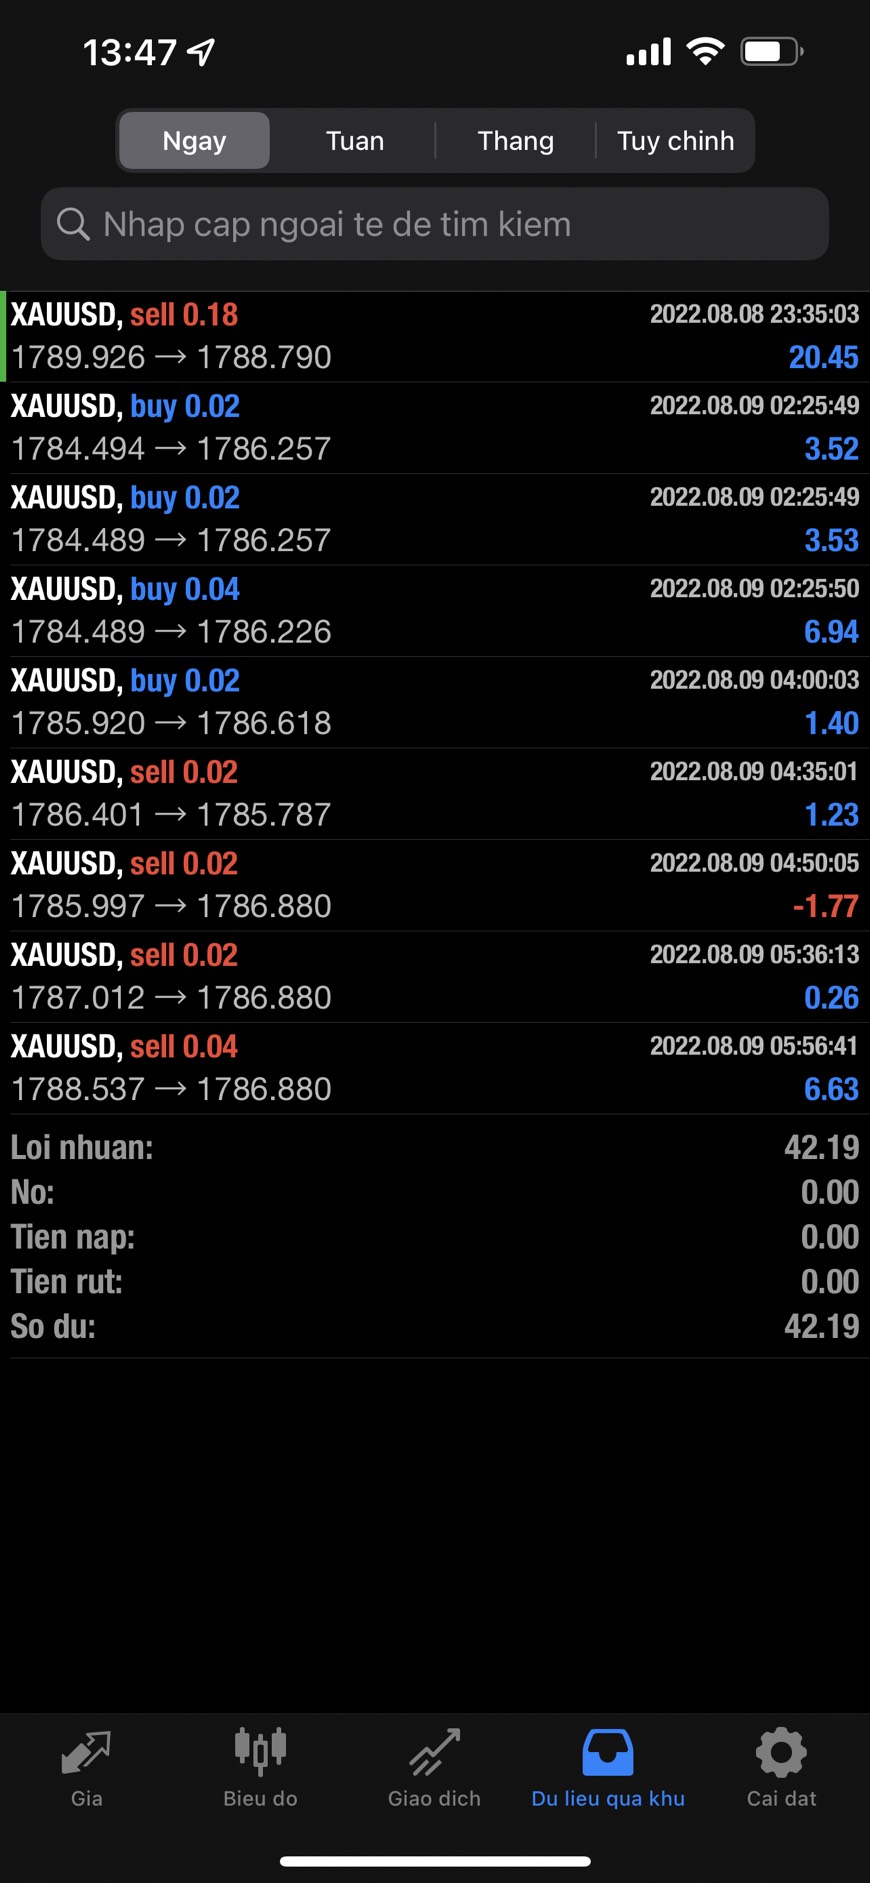 13:47
Ngay Tuan Thang Tuy chinh
Nhap cap ngoai te de tim kiem
XAUUSD, sell 0.18 2022.08.08 23:35:03
1789.926 → 1788.790 20.45
XAUUSD, buy 0.02 2022.08.09 02:25:49
1784.494 → 1786.257 3.52
XAUUSD, buy 0.02 2022.08.09 02:25:49
1784.489 → 1786.257 3.53
XAUUSD, buy 0.04 2022.08.09 02:25:50
1784.489 → 1786.226 6.94
XAUUSD, buy 0.02 2022.08.09 04:00:03
1785.920 → 1786.618 1.40
XAUUSD, sell 0.02 2022.08.09 04:35:01
1786.401 → 1785.787 1.23
XAUUSD, sell 0.02 2022.08.09 04:50:05
1785.997 → 1786.880 -1.77
XAUUSD, sell 0.02 2022.08.09 05:36:13
1787.012 → 1786.880 0.26
XAUUSD, sell 0.04 2022.08.09 05:56:41
1788.537 → 1786.880 6.63
Loi nhuan: 42.19
No: 0.00
Tien nap: 0.00
Tien rut: 0.00
So du: 42.19
Gia Bieu do Giao dich Du lieu qua khu Cai dat